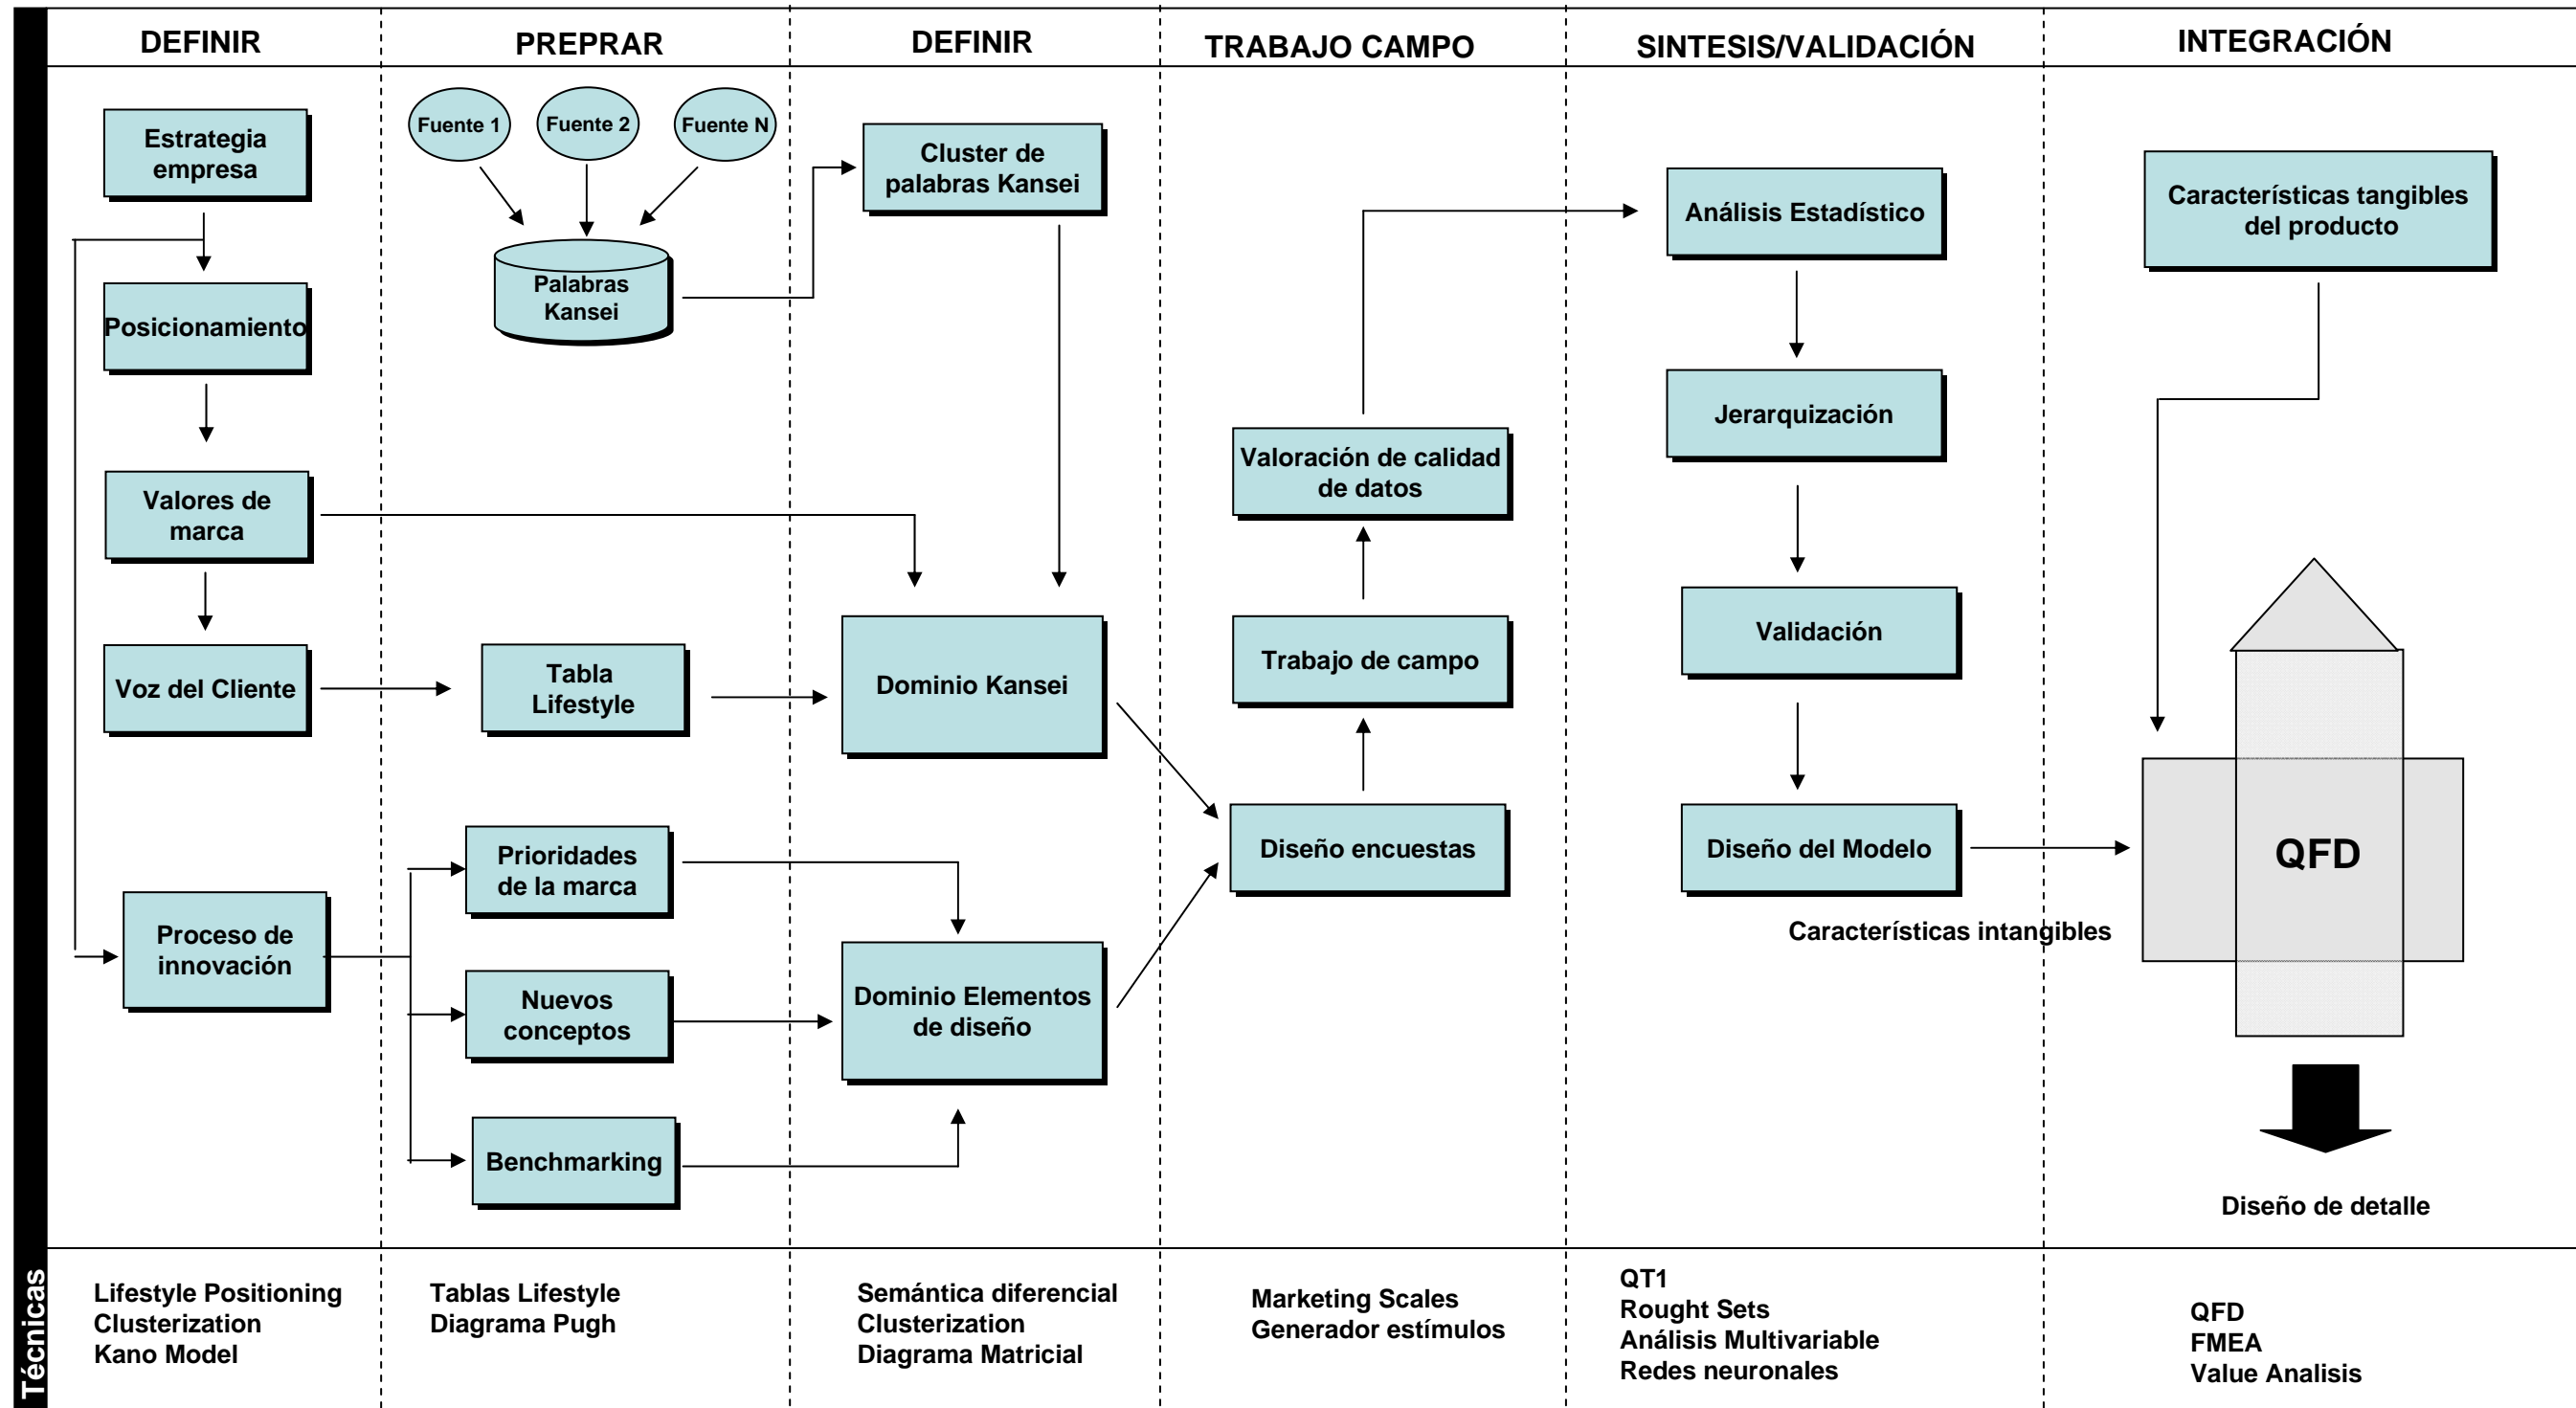 DEFINIR
PREPRAR
DEFINIR
TRABAJO CAMPO
SINTESIS/VALIDACIÓN
INTEGRACIÓN
Estrategia
empresa
Posicionamiento
Valores de
marca
Voz del Cliente
Proceso de
innovación
Fuente 1
Fuente 2
Fuente N
Palabras
Kansei
Tabla
Lifestyle
Prioridades
de la marca
Nuevos
conceptos
Benchmarking
Cluster de
palabras Kansei
Dominio Kansei
Dominio Elementos
de diseño
Valoración de calidad
de datos
Trabajo de campo
Diseño encuestas
Análisis Estadístico
Jerarquización
Validación
Diseño del Modelo
Características intangibles
Carácterísticas tangibles
del producto
QFD
Diseño de detalle
Técnicas
Lifestyle Positioning
Clusterization
Kano Model
Tablas Lifestyle
Diagrama Pugh
Semántica diferencial
Clusterization
Diagrama Matricial
Marketing Scales
Generador estímulos
QT1
Rought Sets
Análisis Multivariable
Redes neuronales
QFD
FMEA
Value Analisis